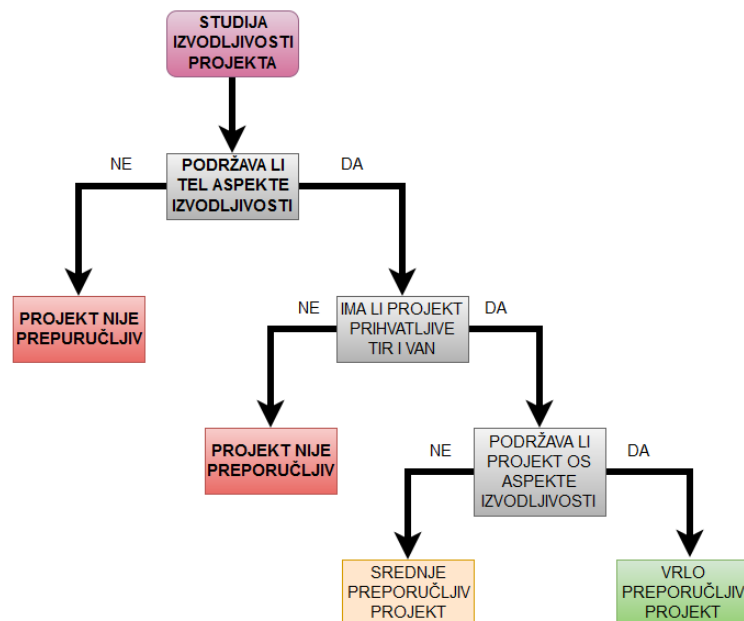 STUDIJA
IZVODLJIVOSTI
PROJEKTA
NE
PODRŽAVA LI
TEL ASPEKTE
IZVODLJIVOSTI
DA
PROJEKT NIJE
PREPURUČLJIV
NE
IMA LI PROJEKT
PRIHVATLJIVE
TIR I VAN
DA
PROJEKT NIJE
PREPORUČLJIV
NE
PODRŽAVA LI
PROJEKT OS
ASPEKTE
IZVODLJIVOSTI
DA
SREDNJE
PREPORUČLJIV
PROJEKT
VRLO
PREPORUČLJIV
PROJEKT